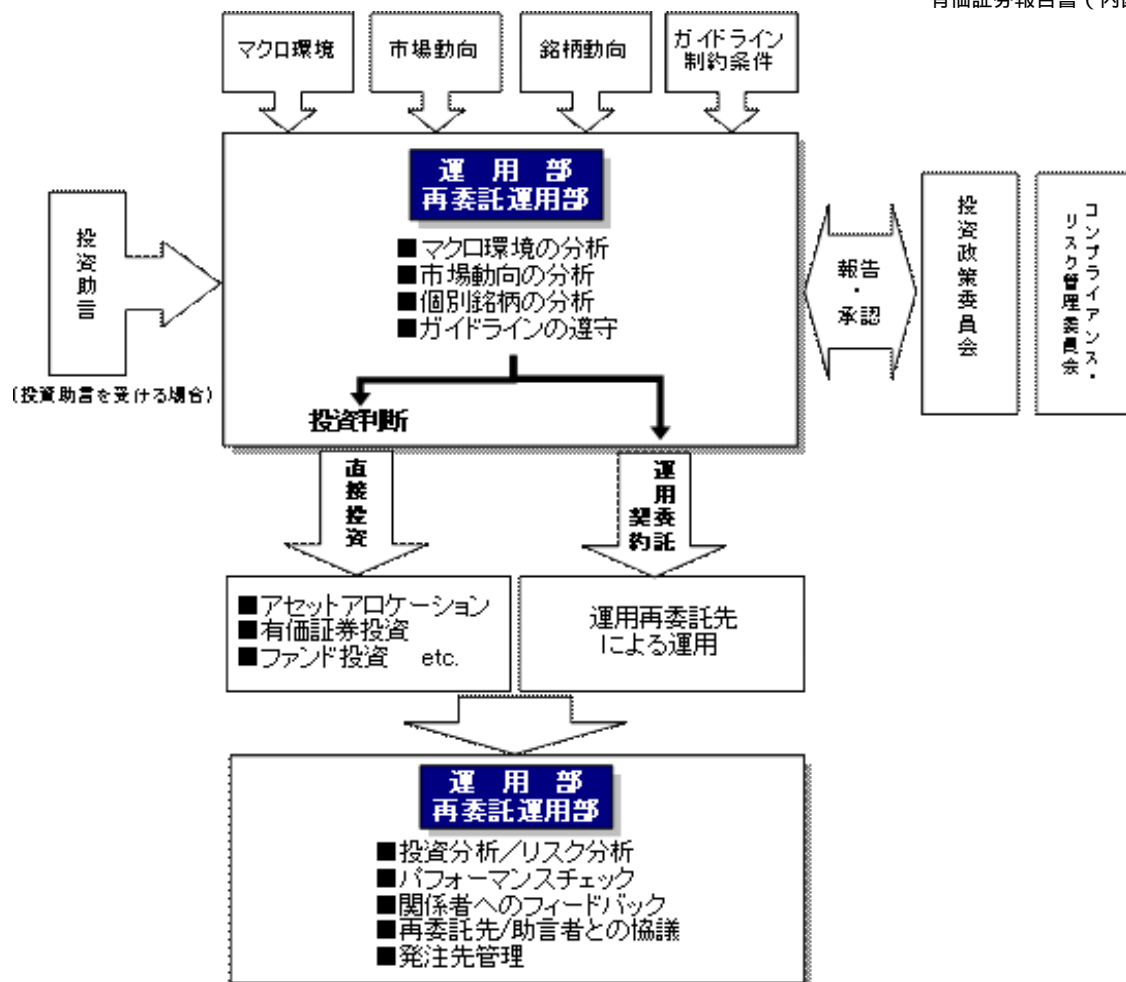 有価証券報告書(内
マクロ環境
市場動向
銘柄動向
ガイドライン
制約条件
運 用 部
再委託運用部
■マクロ環境の分析
■市場動向の分析
■個別銘柄の分析
■ガイドラインの遵守
投資助言
(投資助言を受ける場合)
報告
・
承認
投資政策委員会
コンプライアンス・
リスク管理委員会
投資判断
直接投資
運用委託
契約
■アセットアロケーション
■有価証券投資
■ファンド投資 etc.
運用再委託先
による運用
運 用 部
再委託運用部
■投資分析/リスク分析
■パフォーマンスチェック
■関係者へのフィードバック
■再委託先/助言者との協議
■発注先管理